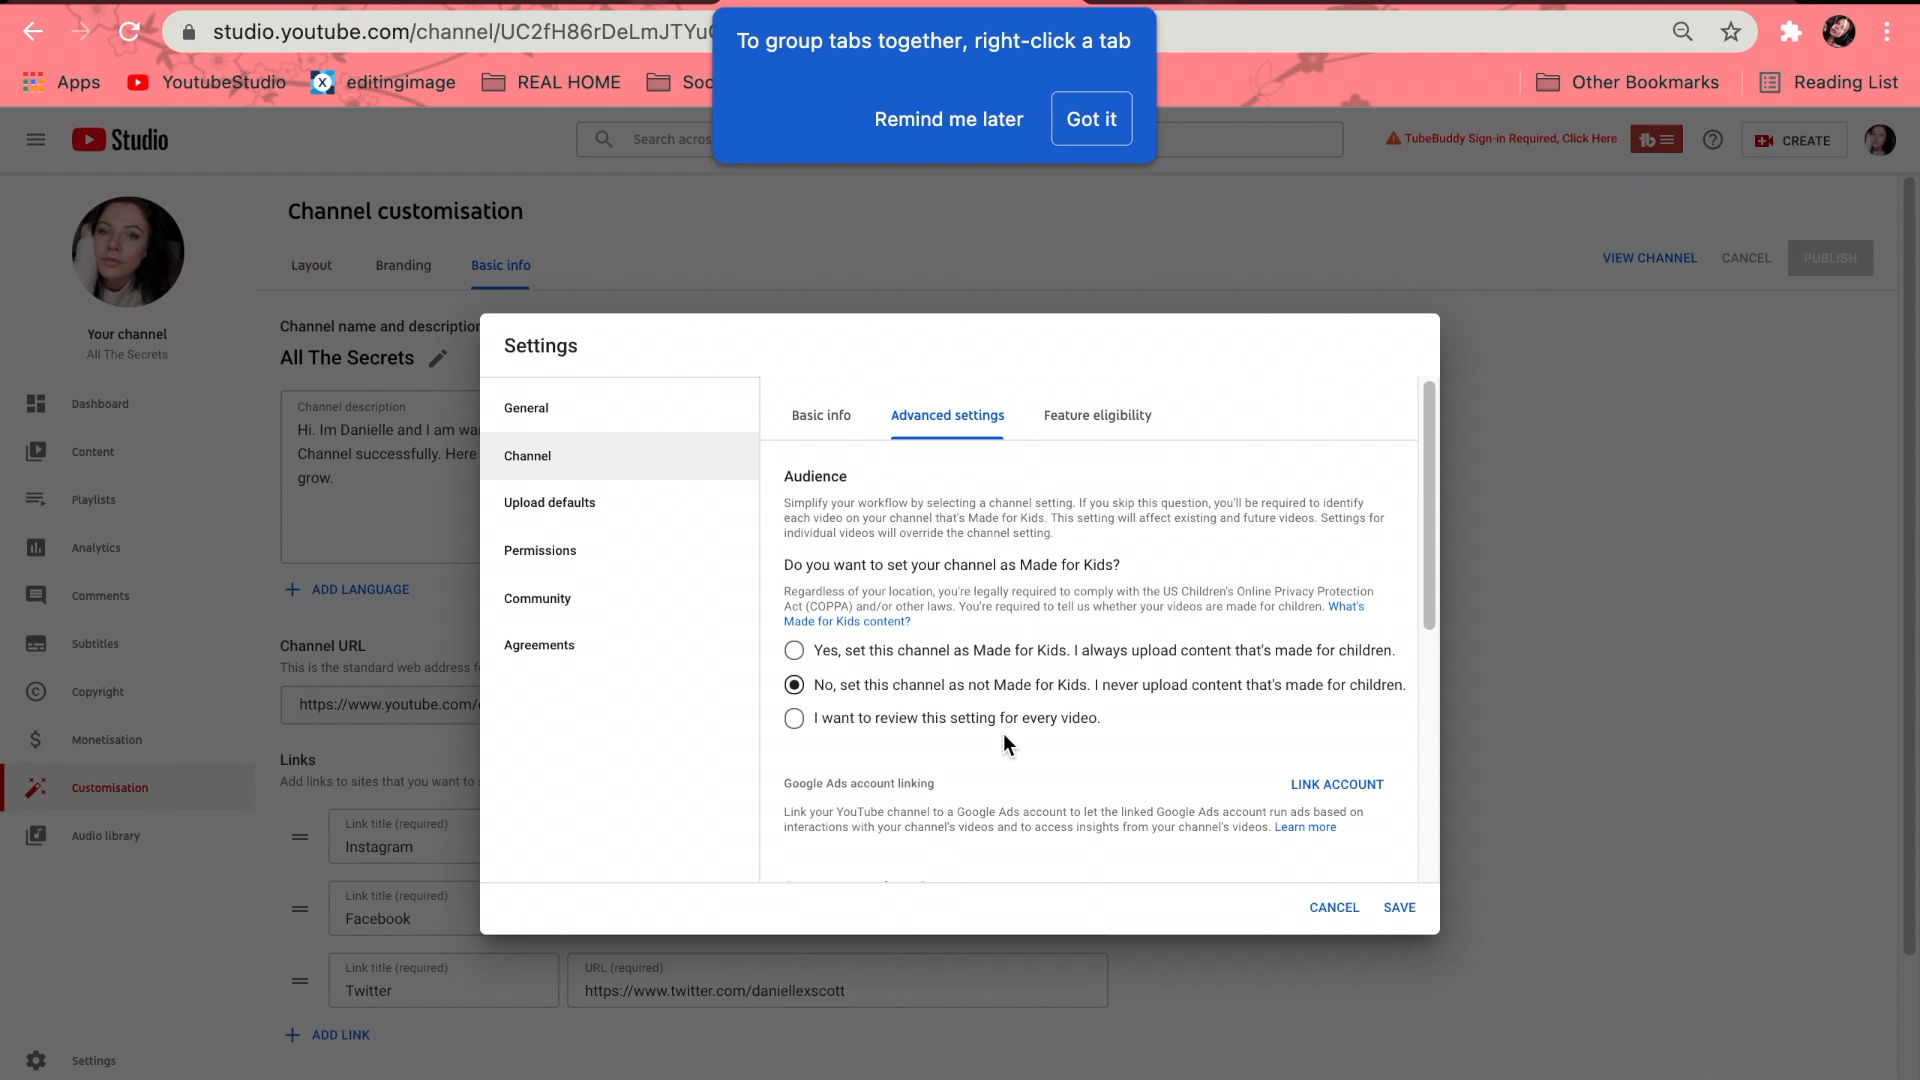 studio.youtube.com/channel/UC2fH86rDeLmJTYu
To group tabs together, right-click a tab
Remind me later
Got it
Apps
YoutubeStudio
editingimage
REAL HOME
Soc
Other Bookmarks
Reading List
Studio
Search acros
TubeBuddy Sign-in Required, Click Here
tb
CREATE
Channel customisation
Layout
Branding
Basic info
VIEW CHANNEL
CANCEL
PUBLISH
Your channel
All The Secrets
Dashboard
Content
Playlists
Analytics
Comments
Subtitles
Copyright
Monetisation
Customisation
Audio library
Settings
Channel name and description
All The Secrets
Channel description
Hi. Im Danielle and I am wa
Channel successfully. Here
grow.
ADD LANGUAGE
Channel URL
This is the standard web address f
https://www.youtube.com/
Links
Add links to sites that you want to
Link title (required)
Instagram
Link title (required)
Facebook
Link title (required)
Twitter
URL (required)
https://www.twitter.com/daniellexscott
ADD LINK
Settings
General
Channel
Upload defaults
Permissions
Community
Agreements
Basic info
Advanced settings
Feature eligibility
Audience
Simplify your workflow by selecting a channel setting. If you skip this question, you'll be required to identify
each video on your channel that's Made for Kids. This setting will affect existing and future videos. Settings for
individual videos will override the channel setting.
Do you want to set your channel as Made for Kids?
Regardless of your location, you're legally required to comply with the US Children's Online Privacy Protection
Act (COPPA) and/or other laws. You're required to tell us whether your videos are made for children. What's
Made for Kids content?
Yes, set this channel as Made for Kids. I always upload content that's made for children.
No, set this channel as not Made for Kids. I never upload content that's made for children.
I want to review this setting for every video.
Google Ads account linking
LINK ACCOUNT
Link your YouTube channel to a Google Ads account to let the linked Google Ads account run ads based on
interactions with your channel's videos and to access insights from your channel's videos. Learn more
CANCEL
SAVE